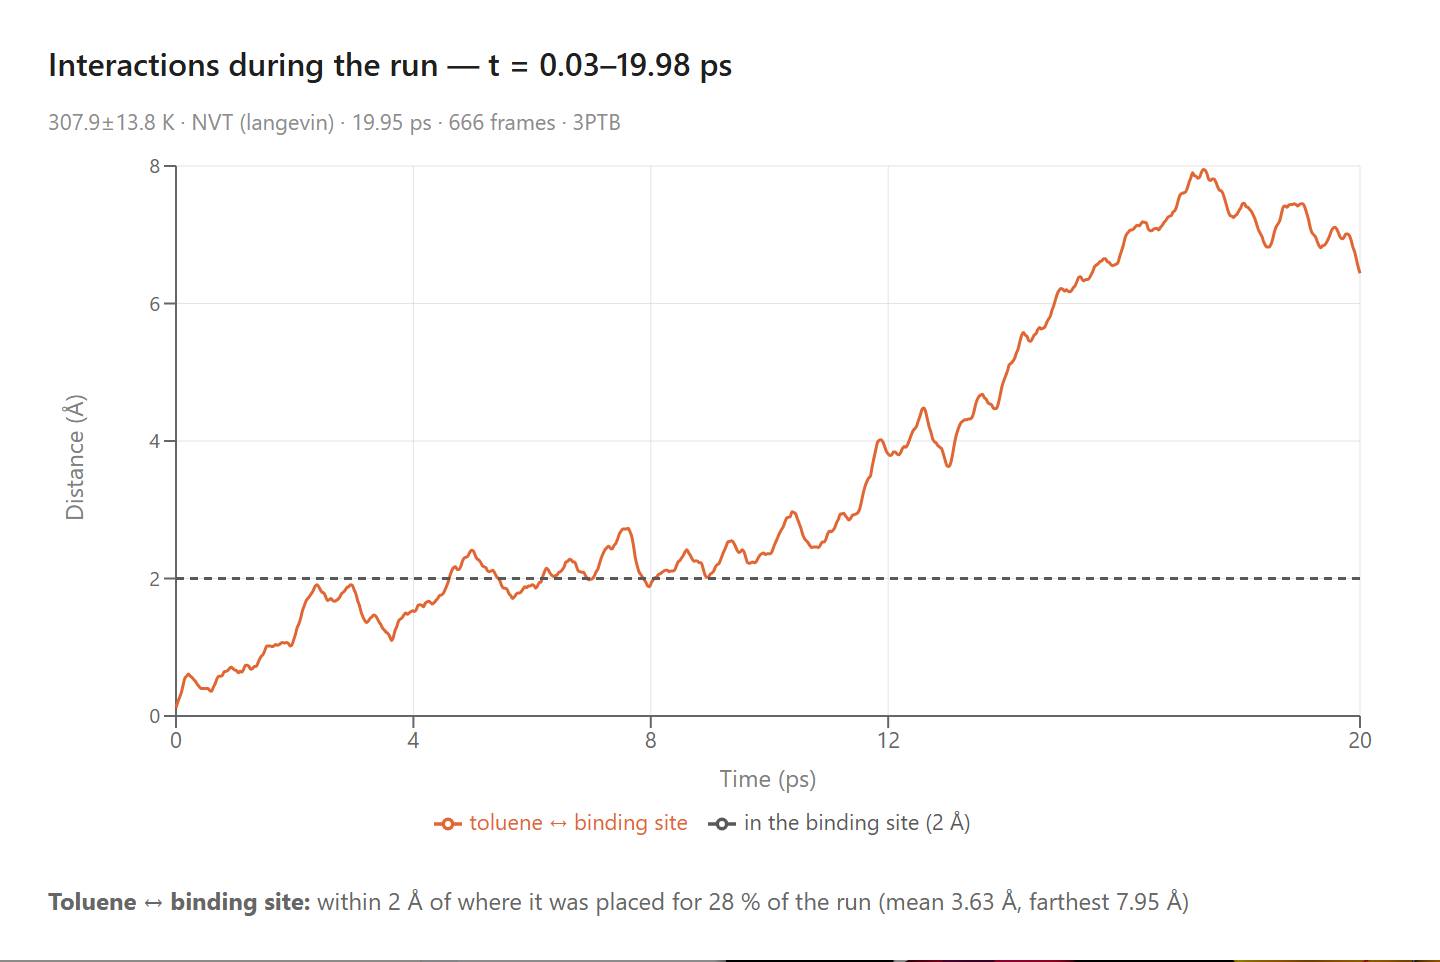 Interactions during the run — t = 0.03–19.98 ps
307.9±13.8 K · NVT (langevin) · 19.95 ps · 666 frames · 3PTB
8
6
4
2
0
Distance (Å)
0 4 8 12 20
Time (ps)
toluene ↔ binding site in the binding site (2 Å)
Toluene ↔ binding site: within 2 Å of where it was placed for 28 % of the run (mean 3.63 Å, farthest 7.95 Å)